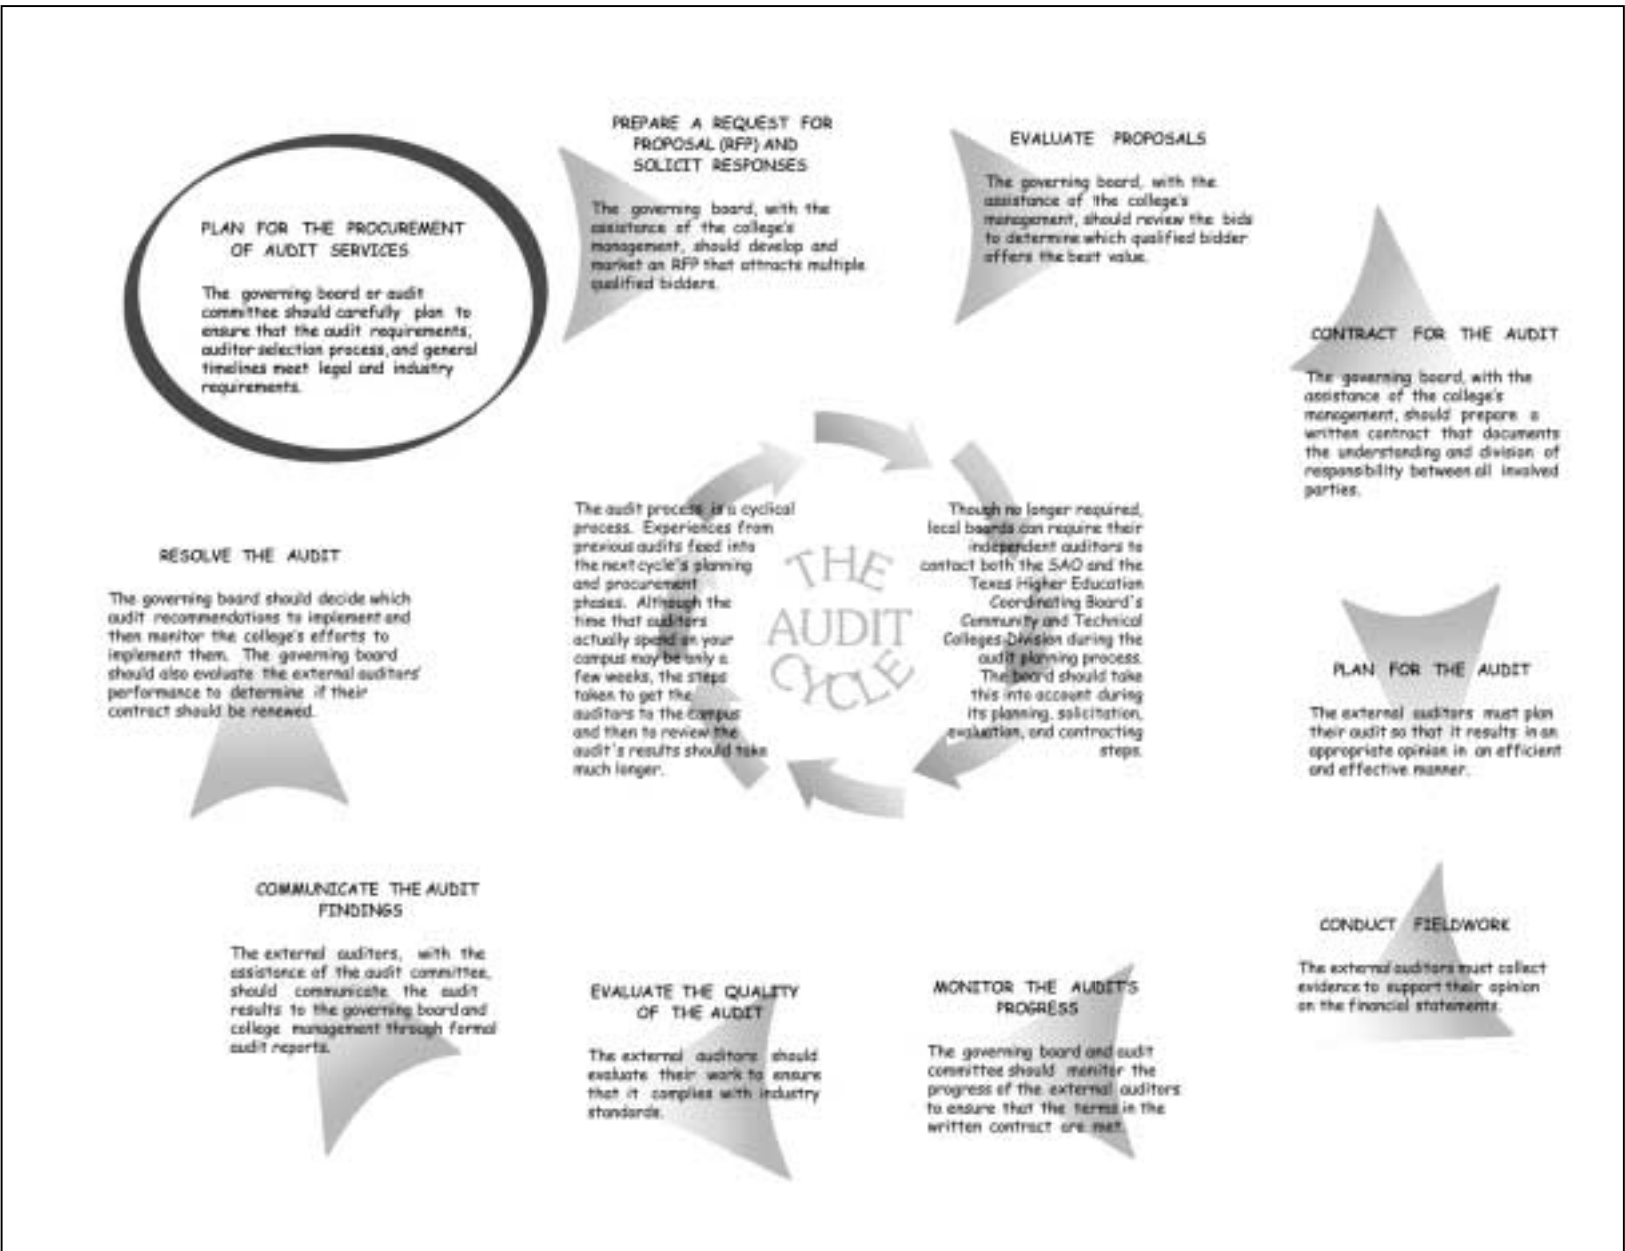 PLAN FOR THE PROCUREMENT
OF AUDIT SERVICES
The governing board or audit
committee should carefully plan to
ensure that the audit requirements,
auditor selection process, and general
timelines meet legal and industry
requirements.
PREPARE A REQUEST FOR
PROPOSAL (RFP) AND
SOLICIT RESPONSES
The governing board, with the
assistance of the college's
management, should develop and
market an RFP that attracts multiple
qualified bidders.
EVALUATE PROPOSALS
The governing board, with the
assistance of the college's
management, should review the bids
to determine which qualified bidder
offers the best value.
CONTRACT FOR THE AUDIT
The governing board, with the
assistance of the college's
management, should prepare a
written contract that documents
the understanding and division of
responsibility between all involved
parties.
PLAN FOR THE AUDIT
The external auditors must plan
their audit so that it results in an
appropriate opinion in an efficient
and effective manner.
CONDUCT FIELDWORK
The external auditors must collect
evidence to support their opinion
on the financial statements.
MONITOR THE AUDIT'S
PROGRESS
The governing board and audit
committee should monitor the
progress of the external auditors
to ensure that the terms in the
written contract are met.
EVALUATE THE QUALITY
OF THE AUDIT
The external auditors should
evaluate their work to ensure
that it complies with industry
standards.
COMMUNICATE THE AUDIT
FINDINGS
The external auditors, with the
assistance of the audit committee,
should communicate the audit
results to the governing board and
college management through formal
audit reports.
RESOLVE THE AUDIT
The governing board should decide which
audit recommendations to implement and
then monitor the college's efforts to
implement them. The governing board
should also evaluate the external auditors'
performance to determine if their
contract should be renewed.
The audit process is a cyclical
process. Experiences from
previous audits feed into
the next cycle's planning
and procurement
phases. Although the
time that auditors
actually spend on your
campus may be only a
few weeks, the steps
taken to get the
auditors to the campus
and then to review the
audit's results should take
much longer.
THE
AUDIT
CYCLE
Though no longer required,
local boards can require their
independent auditors to
contact both the SAO and the
Texas Higher Education
Coordinating Board's
Community and Technical
Colleges Division during the
audit planning process.
The board should take
this into account during
its planning, solicitation,
evaluation, and contracting
steps.